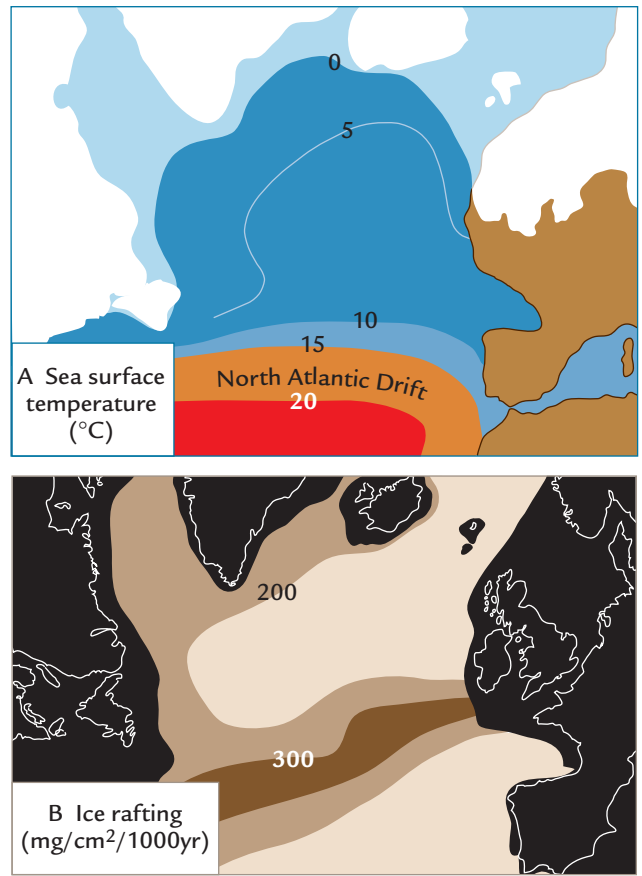 0
5
10
15
North Atlantic Drift
20
A Sea surface
temperature
(°C)
200
300
B Ice rafting
(mg/cm²/1000yr)